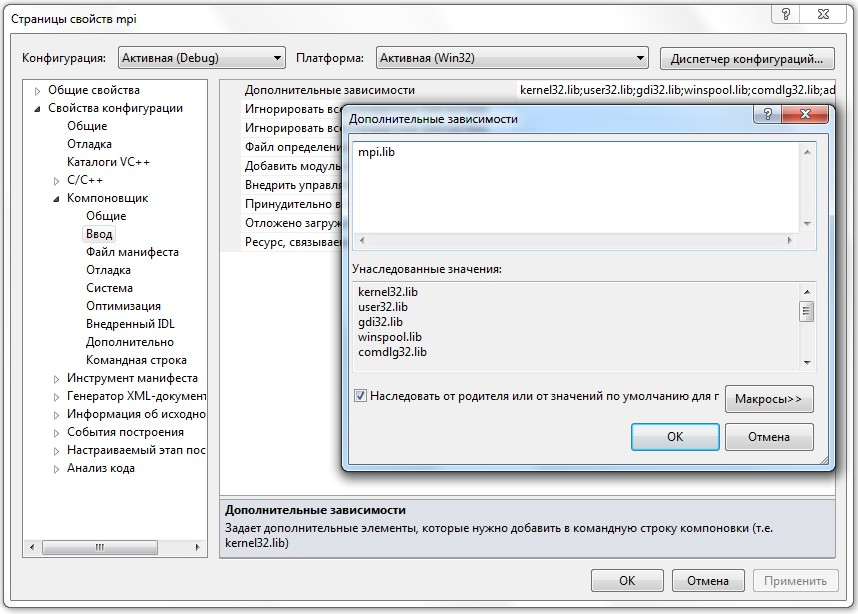 Страницы свойств mpi
Конфигурация: Активная (Debug) Платформа: Активная (Win32) Диспетчер конфигураций...
Общие свойства
Свойства конфигурации
Общие
Отладка
Каталоги VC++
C/C++
Компоновщик
Общие
Ввод
Файл манифеста
Отладка
Система
Оптимизация
Внедренный IDL
Дополнительно
Командная строка
Инструмент манифеста
Генератор XML-документ
Информация об исходно
События построения
Настраиваемый этап пос
Анализ кода
Дополнительные зависимости kernel32.lib;user32.lib;gdi32.lib;winspool.lib;comdlg32.lib;ad
Игнорировать вс
Игнорировать вс
Файл определени
Добавить модуль
Внедрить управля
Принудительно в
Отложено загруж
Ресурс, связывае
Дополнительные зависимости
mpi.lib
Унаследованные значения:
kernel32.lib
user32.lib
gdi32.lib
winspool.lib
comdlg32.lib
Наследовать от родителя или от значений по умолчанию для г
Макросы>>
OK Отмена
Дополнительные зависимости
Задает дополнительные элементы, которые нужно добавить в командную строку компоновки (т.е.
kernel32.lib)
OK Отмена Применить